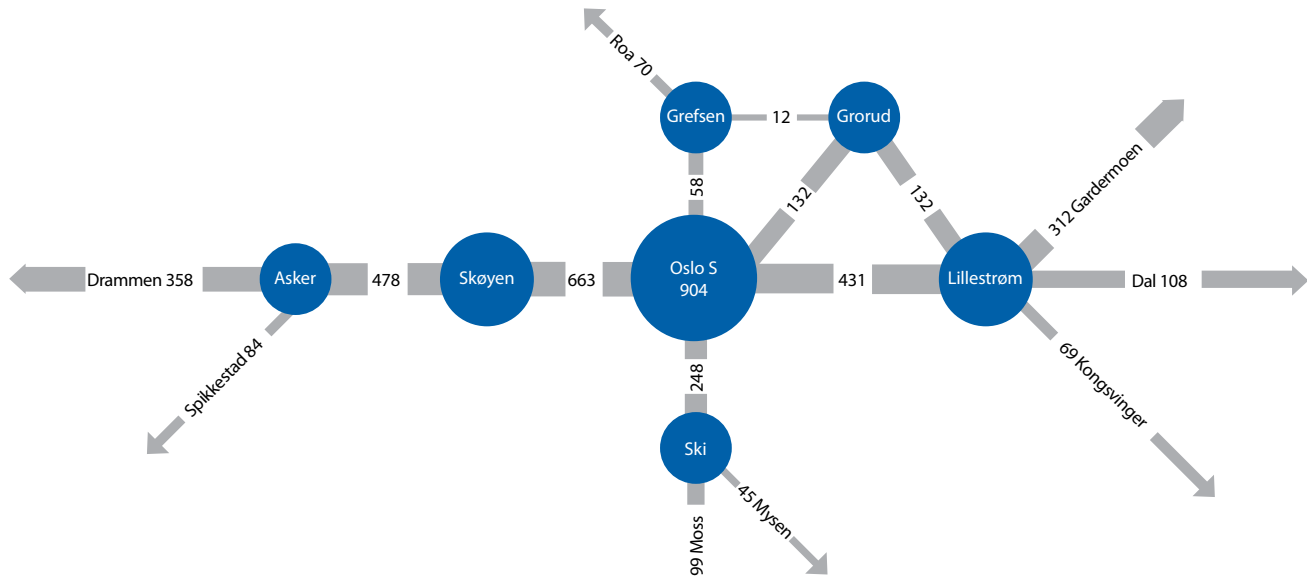 Roa 70
Grefsen
12
Grorud
58
132
132
312 Gardermoen
Drammen 358
Asker
478
Skøyen
663
Oslo S
904
431
Lillestrøm
Dal 108
Spikkestad 84
248
69 Kongsvinger
Ski
45 Mysen
99 Moss